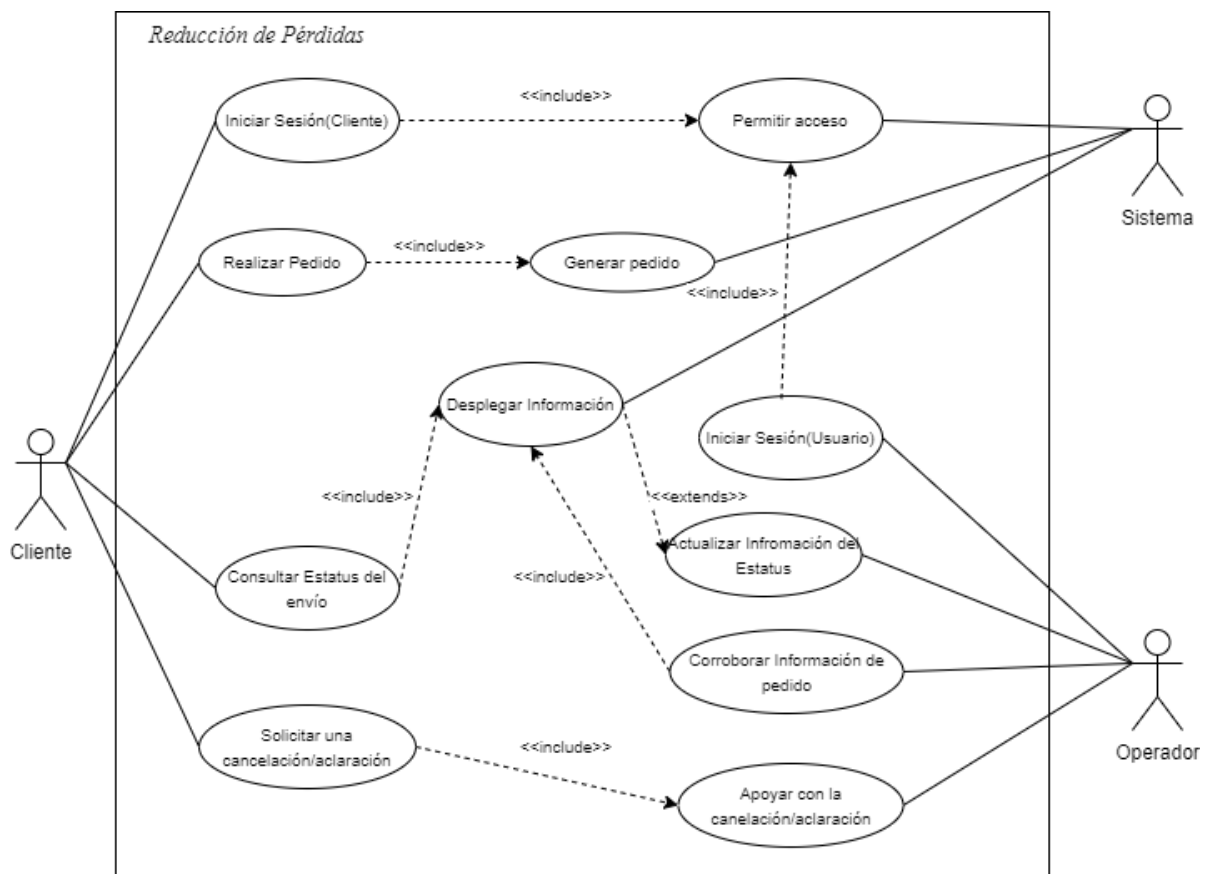 Reducción de Pérdidas
<<include>>
Iniciar Sesión(Cliente)
Permitir acceso
Sistema
<<include>>
Realizar Pedido
Generar pedido
<<include>>
Desplegar Información
Iniciar Sesión(Usuario)
<<include>>
<<extends>>
Cliente
Actualizar Infromación del
Estatus
Consultar Estatus del
envío
<<include>>
Corroborar Información de
pedido
Solicitar una
cancelación/aclaración
<<include>>
Operador
Apoyar con la
canelación/aclaración